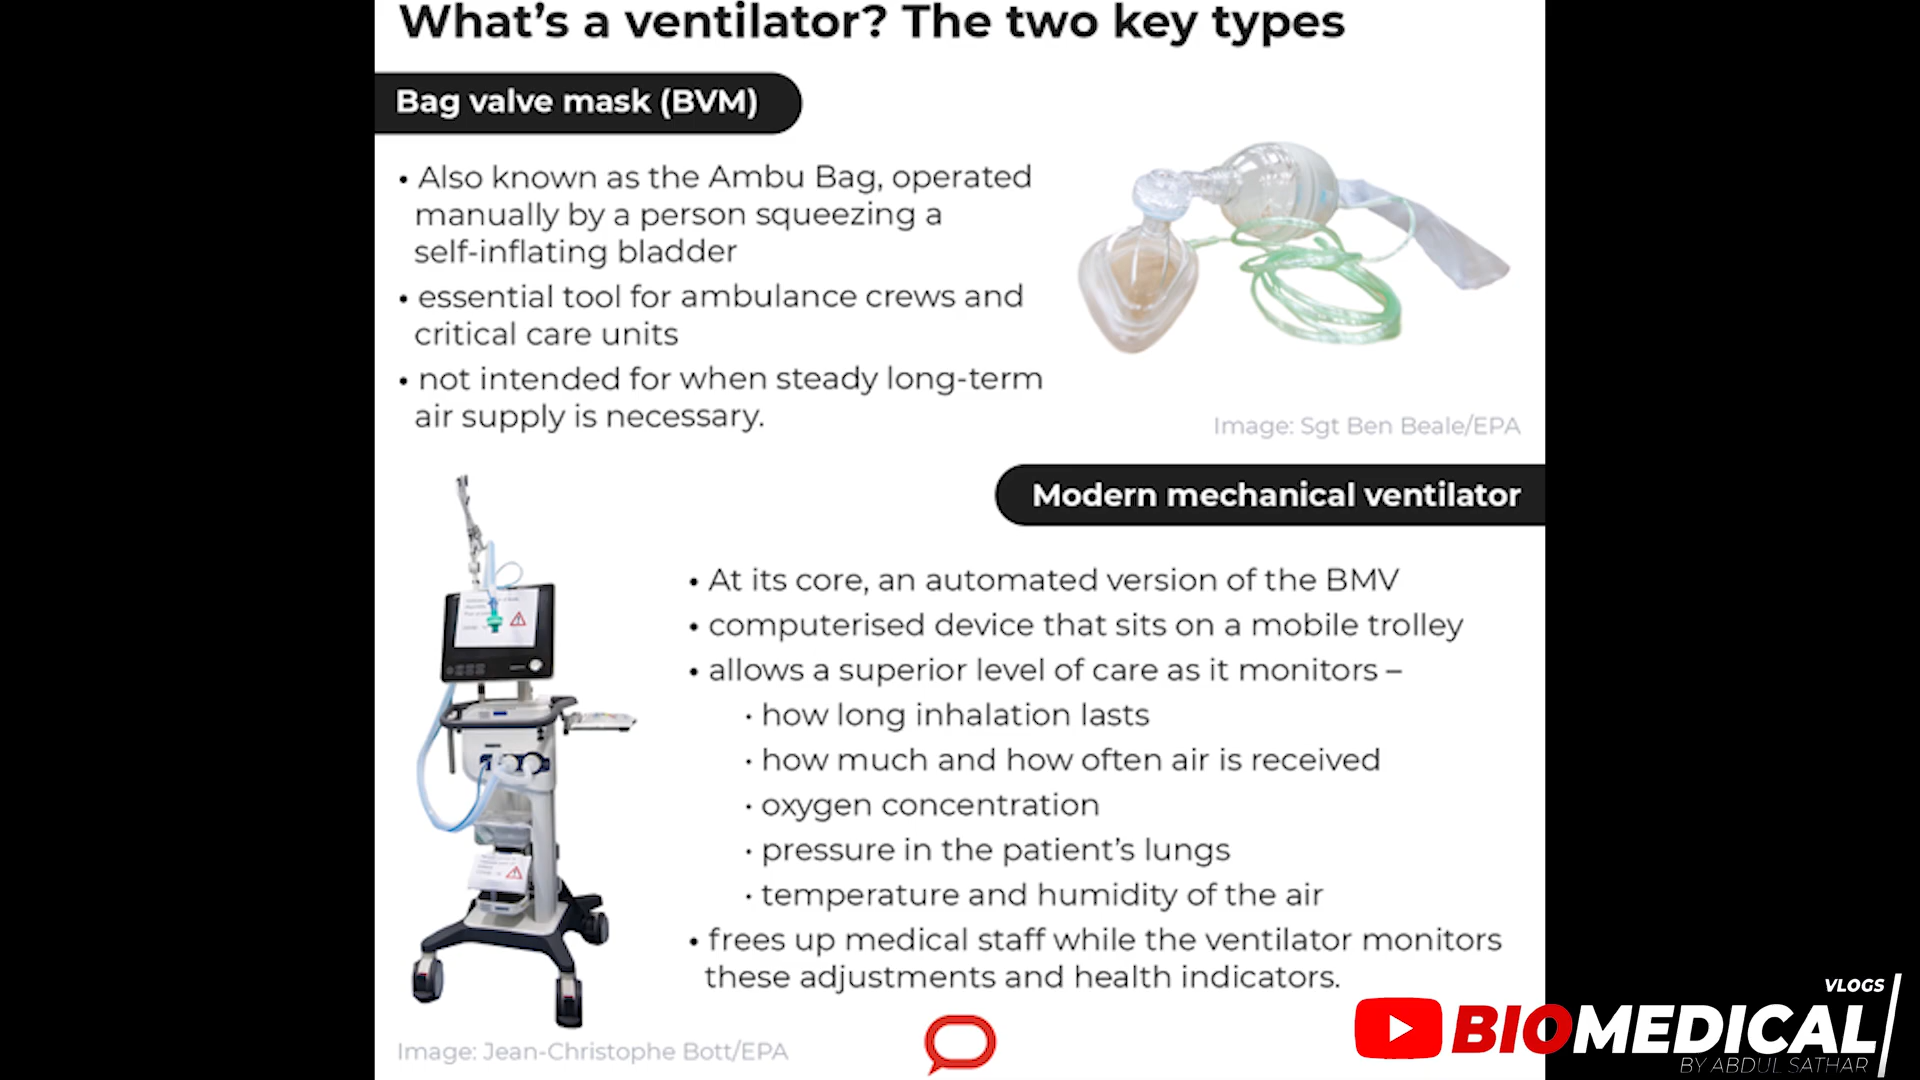 What's a ventilator? The two key types
Bag valve mask (BVM)
• Also known as the Ambu Bag, operated
manually by a person squeezing a
self-inflating bladder
• essential tool for ambulance crews and
critical care units
• not intended for when steady long-term
air supply is necessary.
Image: Sgt Ben Beale/EPA
Modern mechanical ventilator
• At its core, an automated version of the BMV
• computerised device that sits on a mobile trolley
• allows a superior level of care as it monitors –
· how long inhalation lasts
· how much and how often air is received
· oxygen concentration
· pressure in the patient's lungs
· temperature and humidity of the air
• frees up medical staff while the ventilator monitors
these adjustments and health indicators.
Image: Jean-Christophe Bott/EPA
VLOGS
BIOMEDICAL
BY ABDUL SATHAR